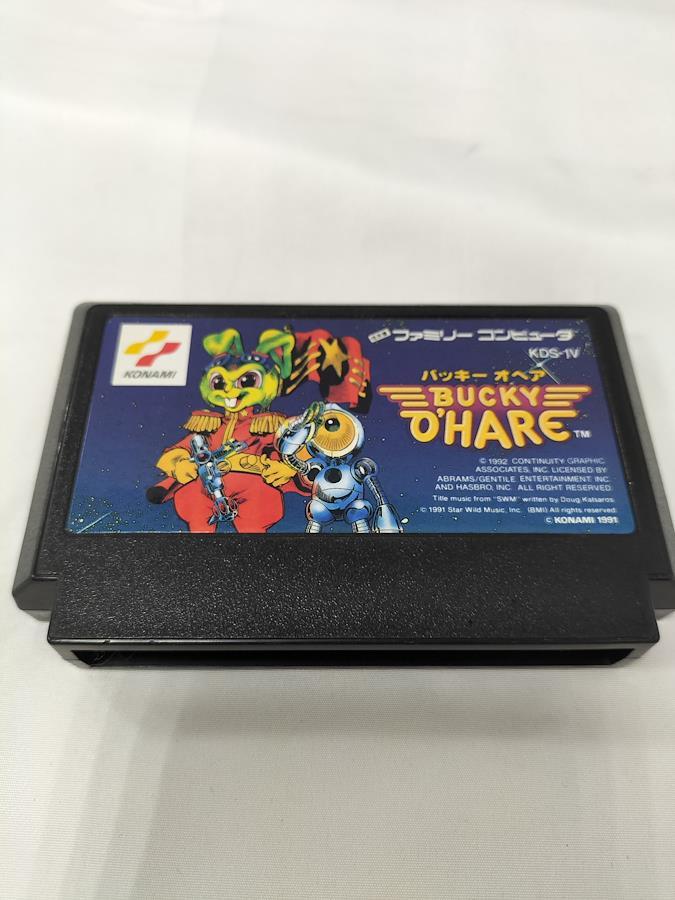 KONAMI
ファミリー コンピュータ
KDS-1V
バッキー オヘア
BUCKY
O'HARE ™
© 1992 CONTINUITY GRAPHIC
ASSOCIATES, INC. LICENSED BY
ABRAMS/GENTILE ENTERTAINMENT INC.
AND HASBRO, INC. ALL RIGHT RESERVED.
Title music from "SWM" written by Doug Katsaros
© 1991 Star Wild Music, Inc. (BMI) All rights reserved.
© KONAMI 1991